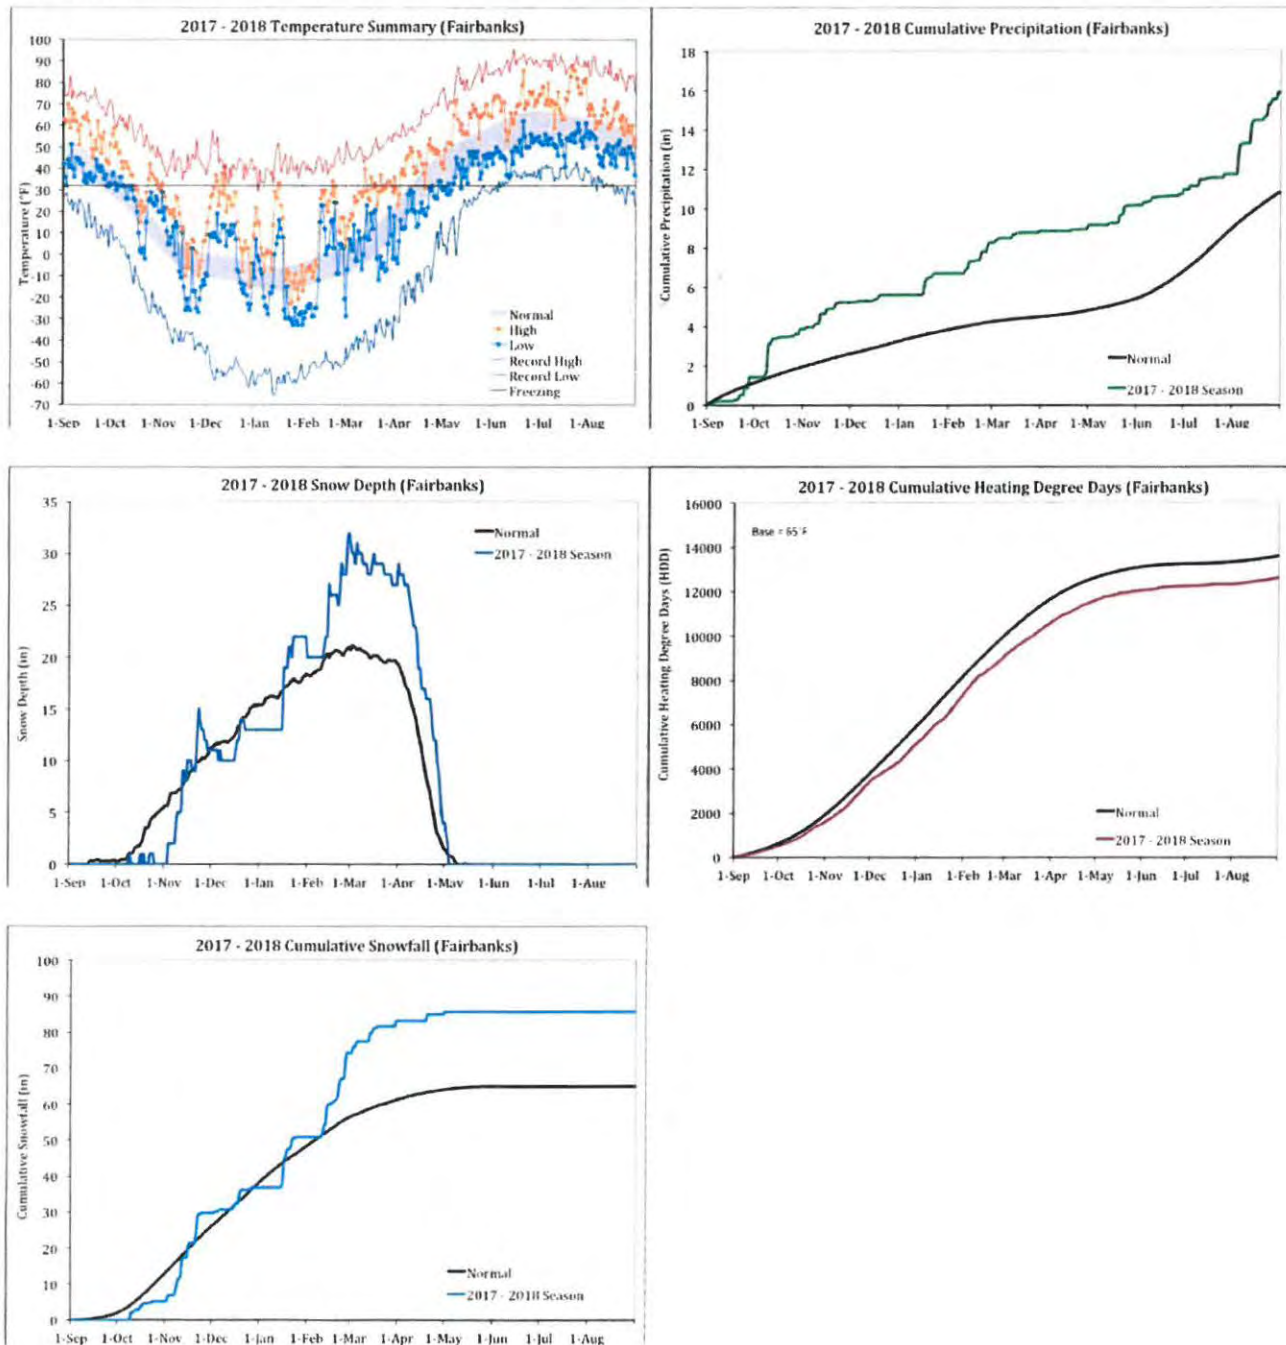 2017 - 2018 Temperature Summary (Fairbanks)
100
90
80
70
60
50
40
30
20
10
0
-10
-20
-30
-40
-50
-60
-70
Temperature (°F)
Normal
High
Low
Record High
Record Low
Freezing
1-Sep 1-Oct 1-Nov 1-Dec 1-Jan 1-Feb 1-Mar 1-Apr 1-May 1-Jun 1-Jul 1-Aug
2017 - 2018 Cumulative Precipitation (Fairbanks)
18
16
14
12
10
8
6
4
2
0
Cumulative Precipitation (in)
Normal
2017 - 2018 Season
1-Sep 1-Oct 1-Nov 1-Dec 1-Jan 1-Feb 1-Mar 1-Apr 1-May 1-Jun 1-Jul 1-Aug
2017 - 2018 Snow Depth (Fairbanks)
35
30
25
20
15
10
5
0
Snow Depth (in)
Normal
2017 - 2018 Season
1-Sep 1-Oct 1-Nov 1-Dec 1-Jan 1-Feb 1-Mar 1-Apr 1-May 1-Jun 1-Jul 1-Aug
2017 - 2018 Cumulative Heating Degree Days (Fairbanks)
16000
14000
12000
10000
8000
6000
4000
2000
0
Cumulative Heating Degree Days (HDD)
Base = 65°F
Normal
2017 - 2018 Season
1-Sep 1-Oct 1-Nov 1-Dec 1-Jan 1-Feb 1-Mar 1-Apr 1-May 1-Jun 1-Jul 1-Aug
2017 - 2018 Cumulative Snowfall (Fairbanks)
100
90
80
70
60
50
40
30
20
10
0
Cumulative Snowfall (in)
Normal
2017 - 2018 Season
1-Sep 1-Oct 1-Nov 1-Dec 1-Jan 1-Feb 1-Mar 1-Apr 1-May 1-Jun 1-Jul 1-Aug